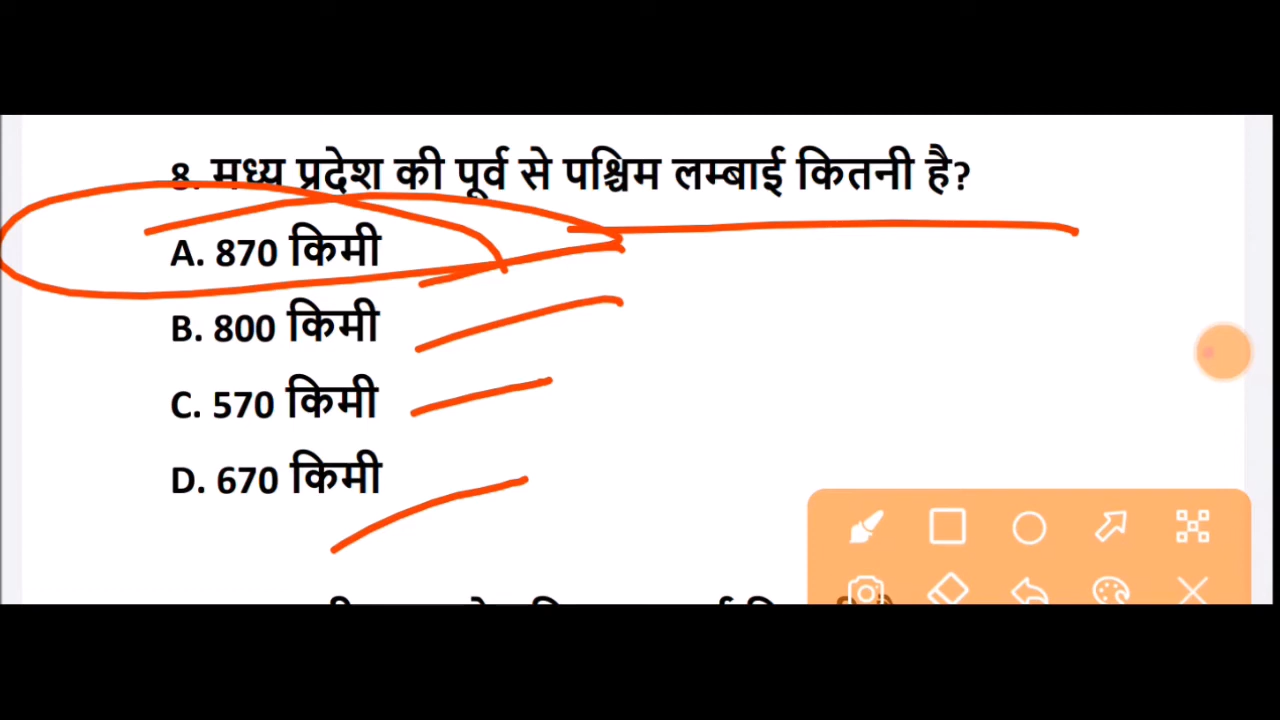 8. मध्य प्रदेश की पूर्व से पश्चिम लम्बाई कितनी है?
A. 870 किमी
B. 800 किमी
C. 570 किमी
D. 670 किमी